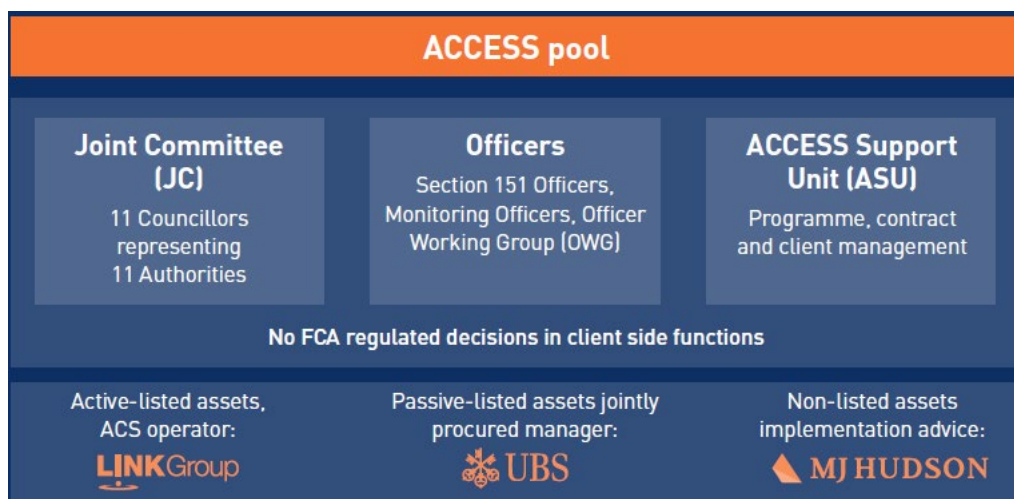 ACCESS pool
Joint Committee
(JC)
11 Councillors
representing
11 Authorities
Officers
Section 151 Officers,
Monitoring Officers, Officer
Working Group (OWG)
ACCESS Support
Unit (ASU)
Programme, contract
and client management
No FCA regulated decisions in client side functions
Active-listed assets,
ACS operator:
LINKGroup
Passive-listed assets jointly
procured manager:
UBS
Non-listed assets
implementation advice:
MJ HUDSON